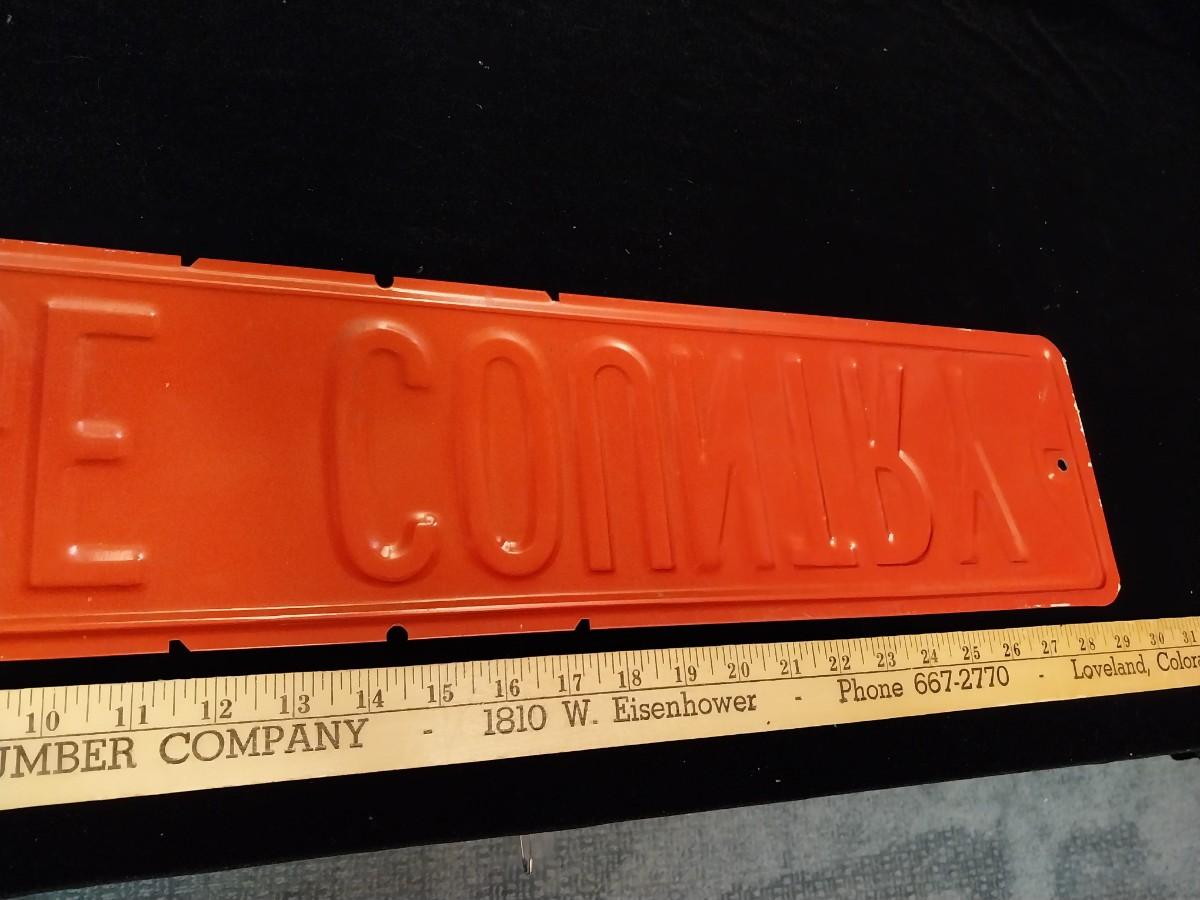 E COUNTRY
10 11 12 13 14 15 16 17 18 19 20 21 22 23 24 25 26 27 28 29 30 31
UMBER COMPANY - 1810 W. Eisenhower - Phone 667-2770 - Loveland, Colora